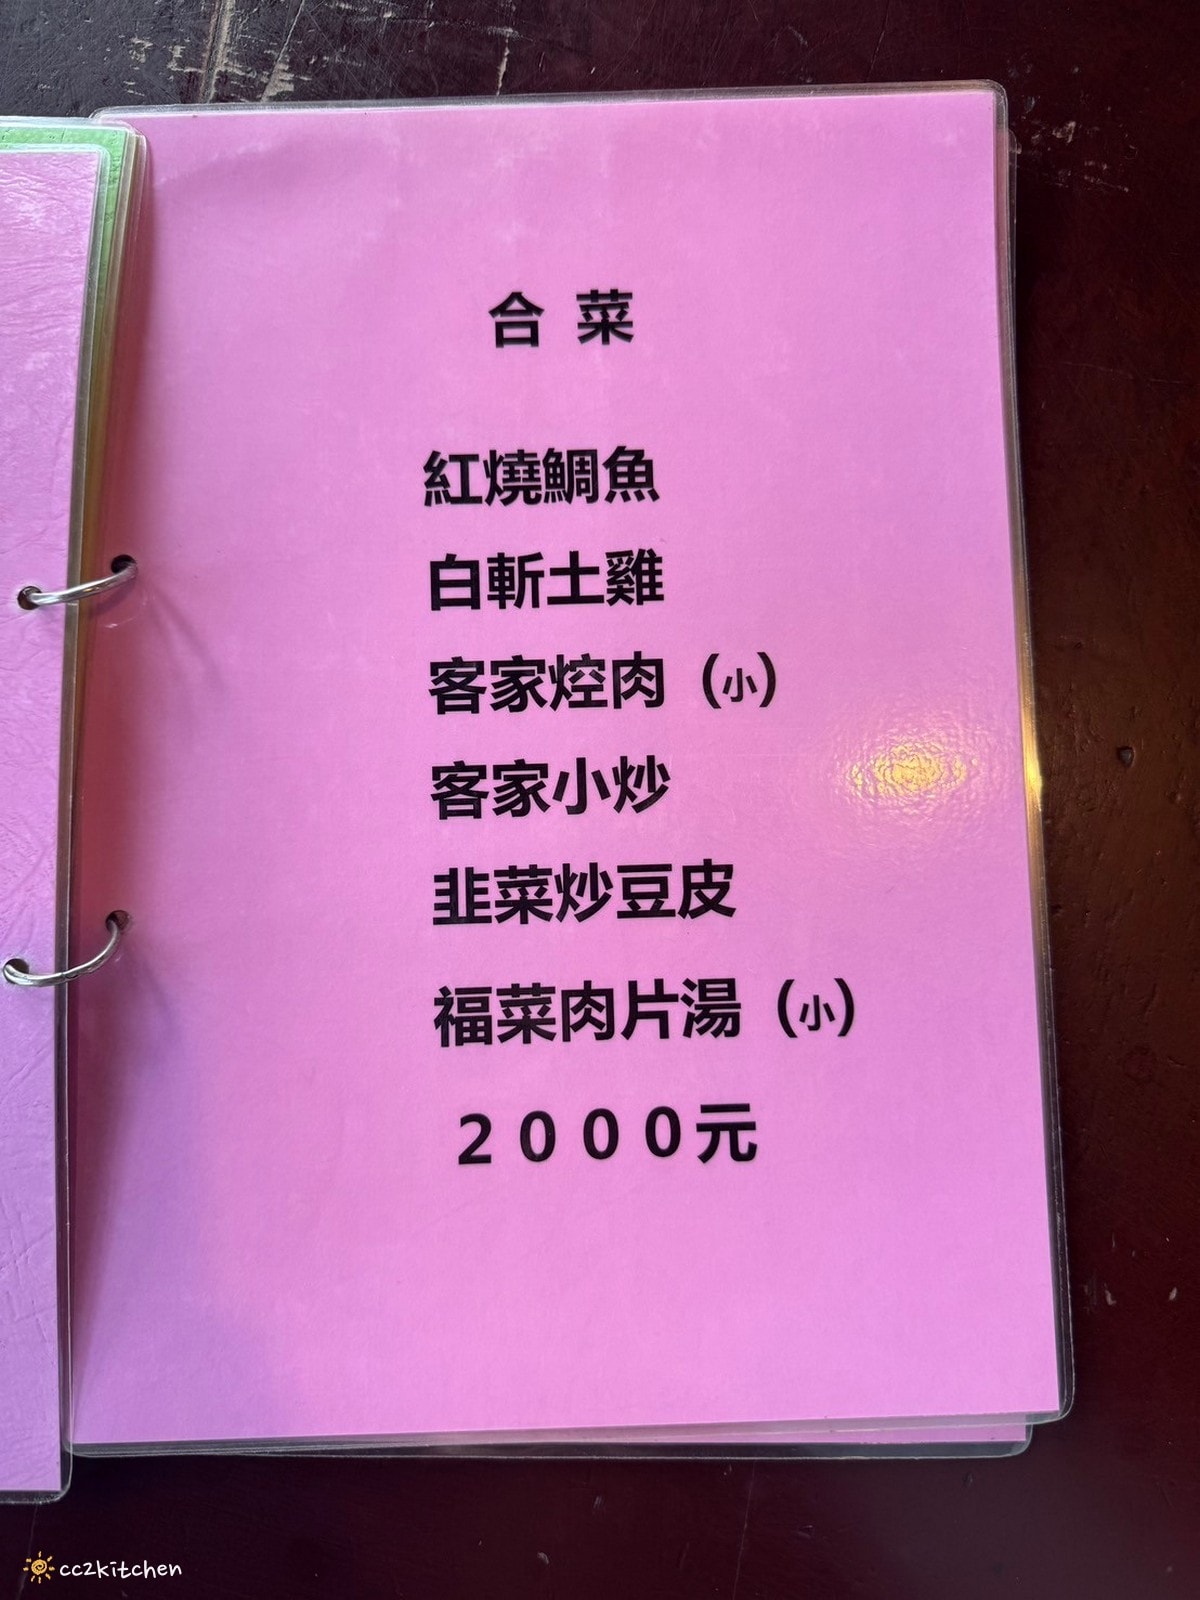 合菜
紅燒鯛魚
白斬土雞
客家焢肉（小）
客家小炒
韭菜炒豆皮
福菜肉片湯（小）
2000元
cc2kitchen